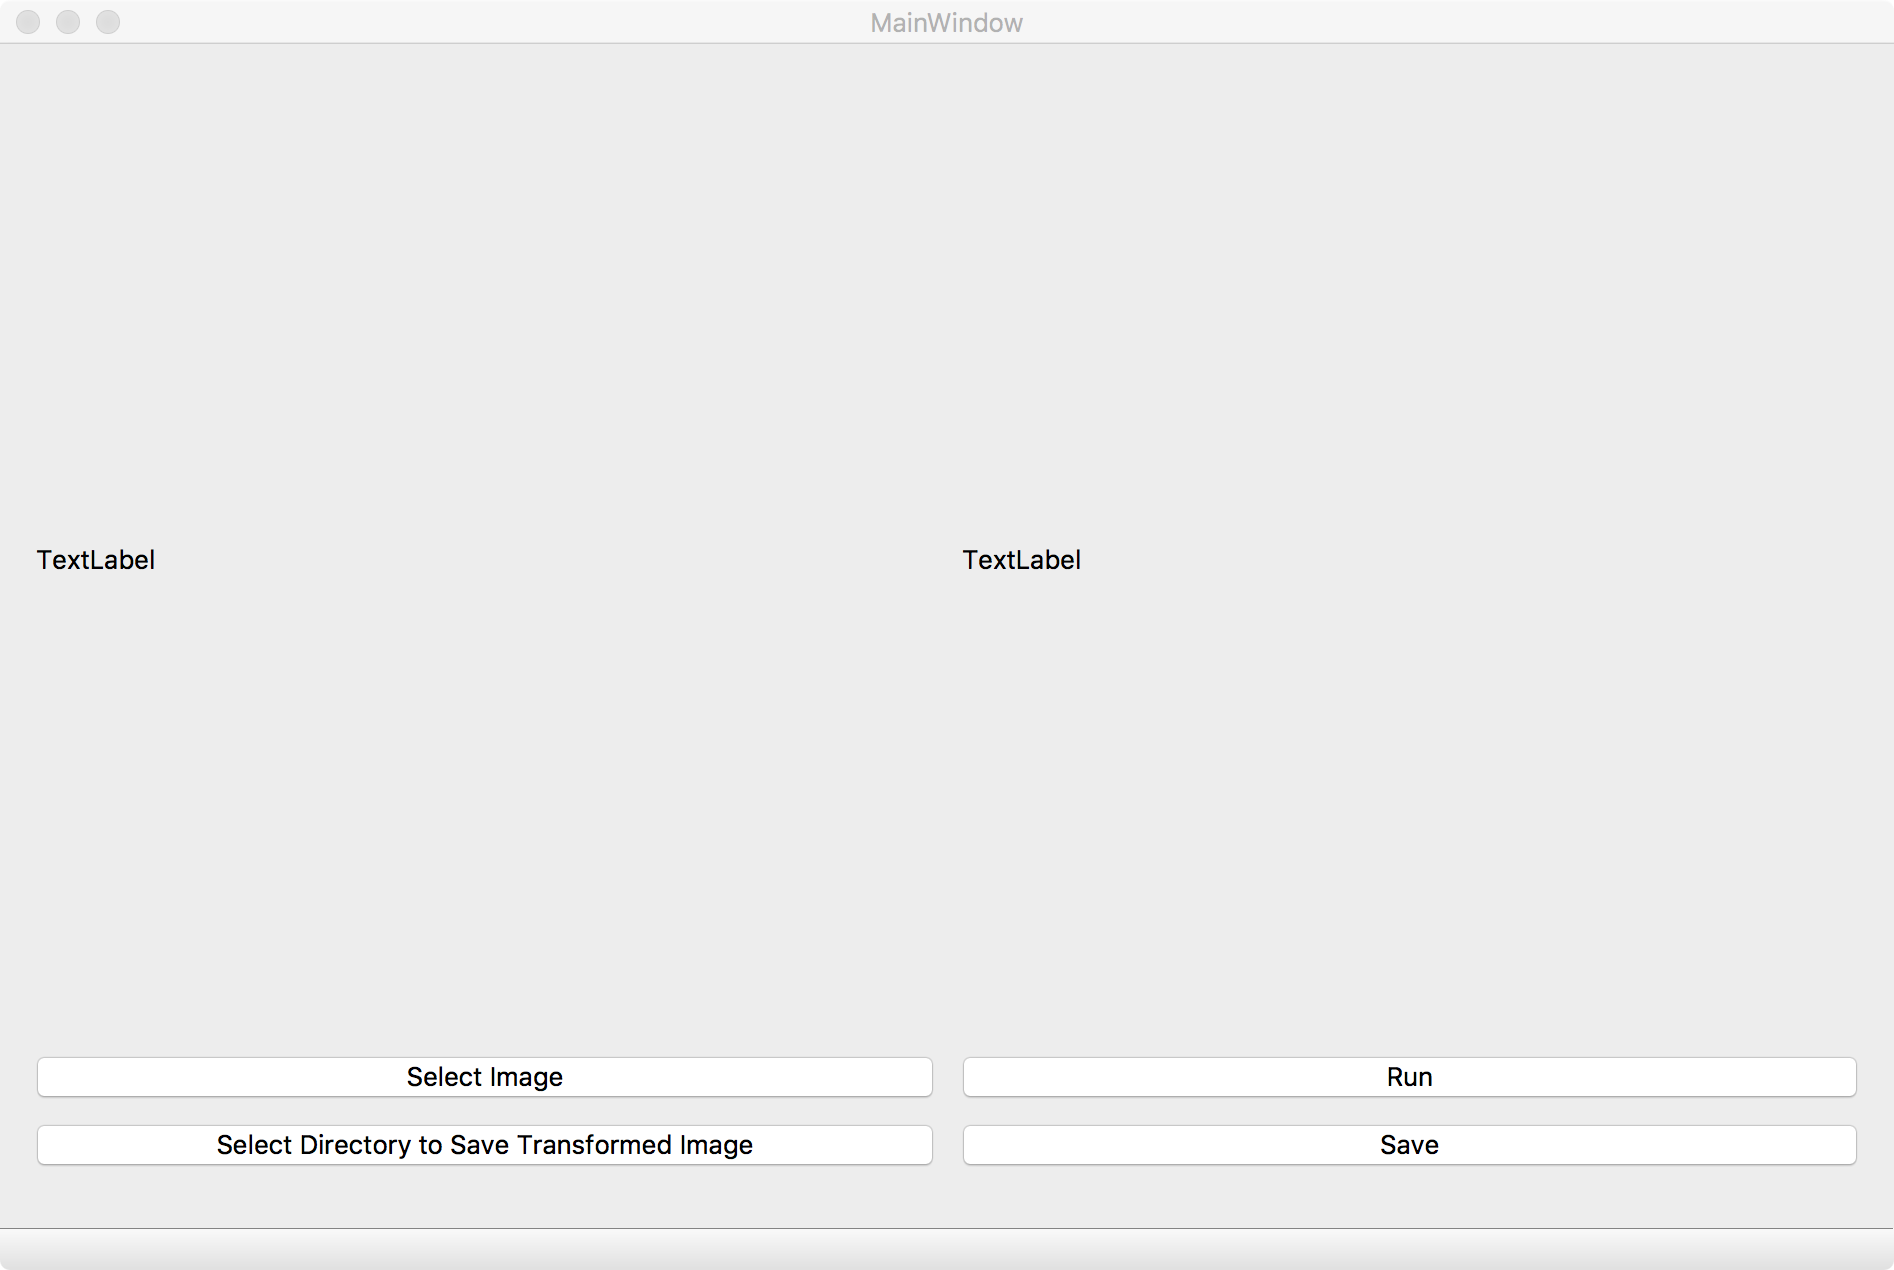 MainWindow
TextLabel TextLabel
Select Image Run
Select Directory to Save Transformed Image Save